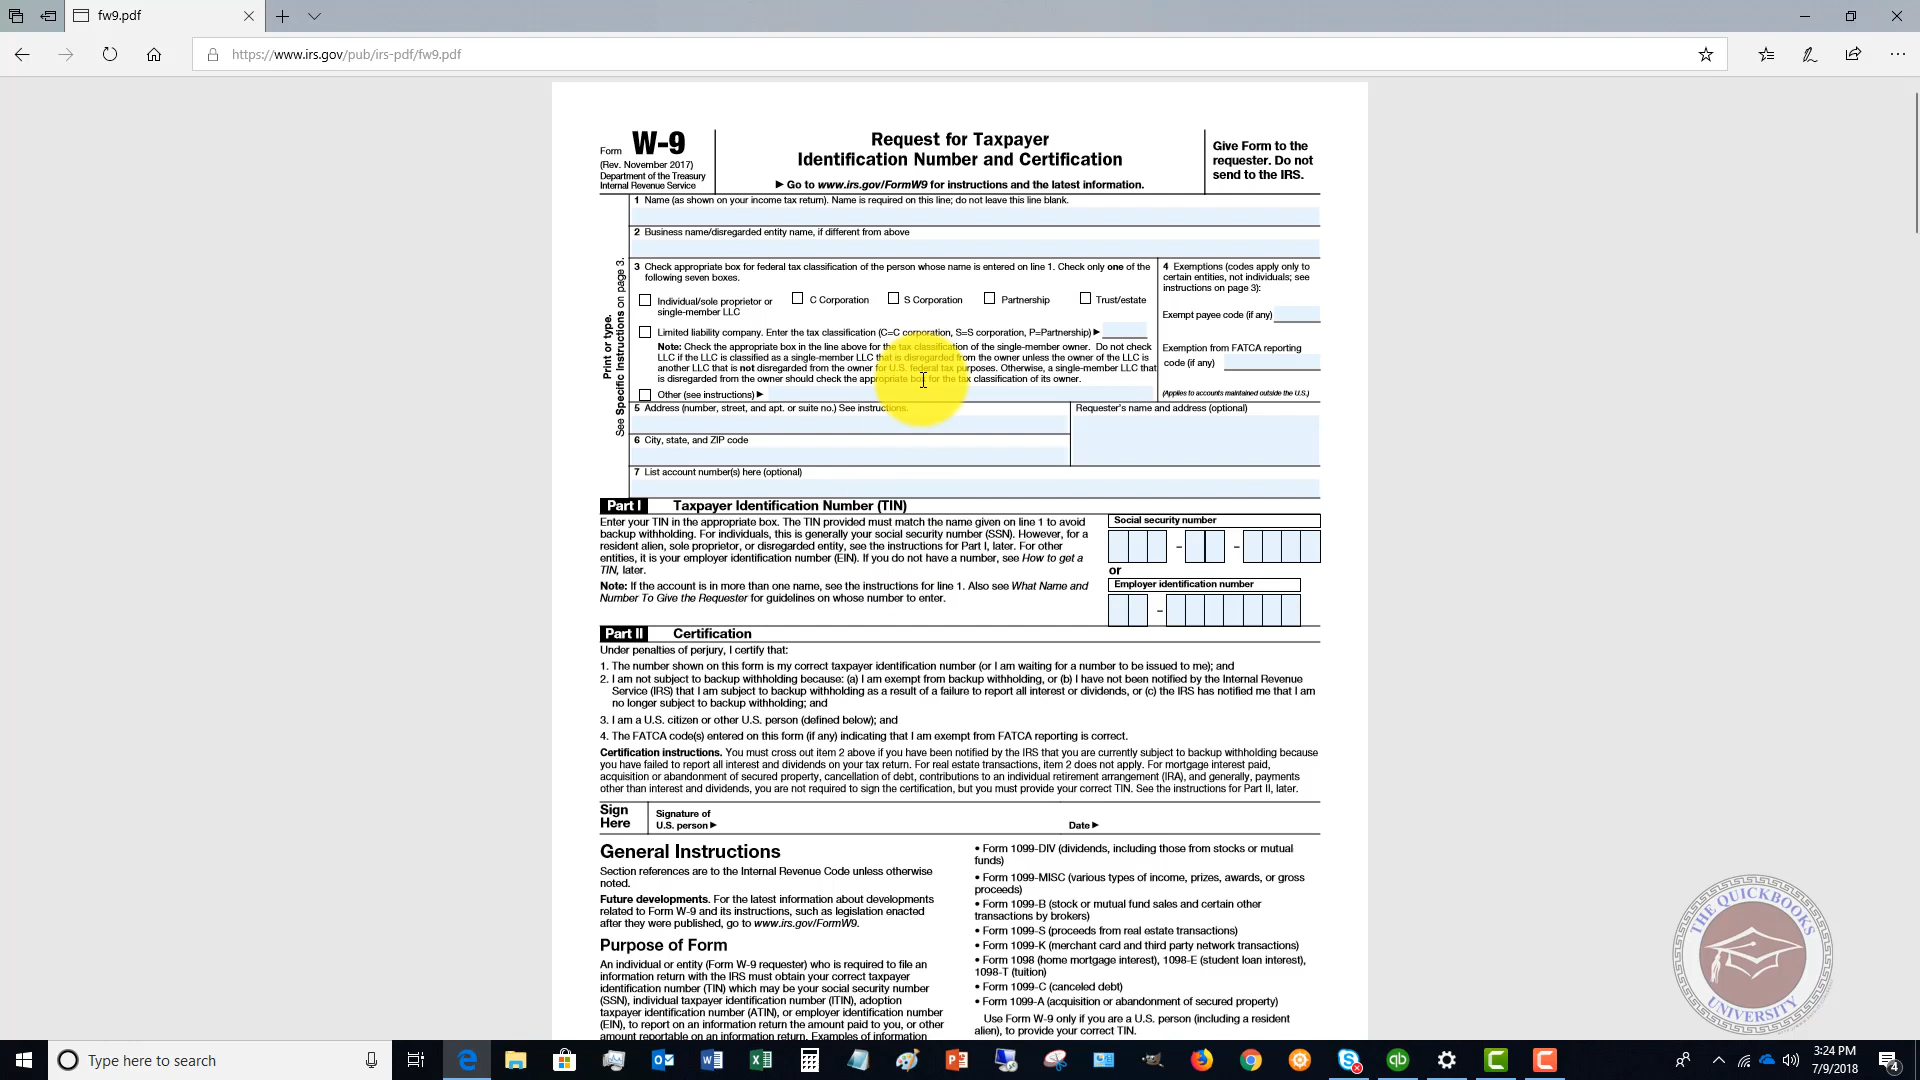 fw9.pdf
https://www.irs.gov/pub/irs-pdf/fw9.pdf
Form W-9
(Rev. November 2017)
Department of the Treasury
Internal Revenue Service
Request for Taxpayer
Identification Number and Certification
▶ Go to www.irs.gov/FormW9 for instructions and the latest information.
Give Form to the
requester. Do not
send to the IRS.
Print or type.
See Specific Instructions on page 3.
1 Name (as shown on your income tax return). Name is required on this line; do not leave this line blank.
2 Business name/disregarded entity name, if different from above
3 Check appropriate box for federal tax classification of the person whose name is entered on line 1. Check only one of the
following seven boxes.
Individual/sole proprietor or
single-member LLC
C Corporation
S Corporation
Partnership
Trust/estate
Limited liability company. Enter the tax classification (C=C corporation, S=S corporation, P=Partnership) ▶
Note: Check the appropriate box in the line above for the tax classification of the single-member owner. Do not check
LLC if the LLC is classified as a single-member LLC that is disregarded from the owner unless the owner of the LLC is
another LLC that is not disregarded from the owner for U.S. federal tax purposes. Otherwise, a single-member LLC that
is disregarded from the owner should check the appropriate box for the tax classification of its owner.
Other (see instructions) ▶
4 Exemptions (codes apply only to
certain entities, not individuals; see
instructions on page 3):
Exempt payee code (if any)
Exemption from FATCA reporting
code (if any)
(Applies to accounts maintained outside the U.S.)
5 Address (number, street, and apt. or suite no.) See instructions.
Requester's name and address (optional)
6 City, state, and ZIP code
7 List account number(s) here (optional)
Part I Taxpayer Identification Number (TIN)
Enter your TIN in the appropriate box. The TIN provided must match the name given on line 1 to avoid
backup withholding. For individuals, this is generally your social security number (SSN). However, for a
resident alien, sole proprietor, or disregarded entity, see the instructions for Part I, later. For other
entities, it is your employer identification number (EIN). If you do not have a number, see How to get a
TIN, later.
Note: If the account is in more than one name, see the instructions for line 1. Also see What Name and
Number To Give the Requester for guidelines on whose number to enter.
Social security number
– –
or
Employer identification number
–
Part II Certification
Under penalties of perjury, I certify that:
1. The number shown on this form is my correct taxpayer identification number (or I am waiting for a number to be issued to me); and
2. I am not subject to backup withholding because: (a) I am exempt from backup withholding, or (b) I have not been notified by the Internal Revenue
Service (IRS) that I am subject to backup withholding as a result of a failure to report all interest or dividends, or (c) the IRS has notified me that I am
no longer subject to backup withholding; and
3. I am a U.S. citizen or other U.S. person (defined below); and
4. The FATCA code(s) entered on this form (if any) indicating that I am exempt from FATCA reporting is correct.
Certification instructions. You must cross out item 2 above if you have been notified by the IRS that you are currently subject to backup withholding because
you have failed to report all interest and dividends on your tax return. For real estate transactions, item 2 does not apply. For mortgage interest paid,
acquisition or abandonment of secured property, cancellation of debt, contributions to an individual retirement arrangement (IRA), and generally, payments
other than interest and dividends, you are not required to sign the certification, but you must provide your correct TIN. See the instructions for Part II, later.
Sign
Here
Signature of
U.S. person ▶
Date ▶
General Instructions
Section references are to the Internal Revenue Code unless otherwise
noted.
Future developments. For the latest information about developments
related to Form W-9 and its instructions, such as legislation enacted
after they were published, go to www.irs.gov/FormW9.
Purpose of Form
An individual or entity (Form W-9 requester) who is required to file an
information return with the IRS must obtain your correct taxpayer
identification number (TIN) which may be your social security number
(SSN), individual taxpayer identification number (ITIN), adoption
taxpayer identification number (ATIN), or employer identification number
(EIN), to report on an information return the amount paid to you, or other
amount reportable on an information return. Examples of information
• Form 1099-DIV (dividends, including those from stocks or mutual
funds)
• Form 1099-MISC (various types of income, prizes, awards, or gross
proceeds)
• Form 1099-B (stock or mutual fund sales and certain other
transactions by brokers)
• Form 1099-S (proceeds from real estate transactions)
• Form 1099-K (merchant card and third party network transactions)
• Form 1098 (home mortgage interest), 1098-E (student loan interest),
1098-T (tuition)
• Form 1099-C (canceled debt)
• Form 1099-A (acquisition or abandonment of secured property)
Use Form W-9 only if you are a U.S. person (including a resident
alien), to provide your correct TIN.
THE QUICKBOOKS
UNIVERSITY
Type here to search
3:24 PM
7/9/2018
4